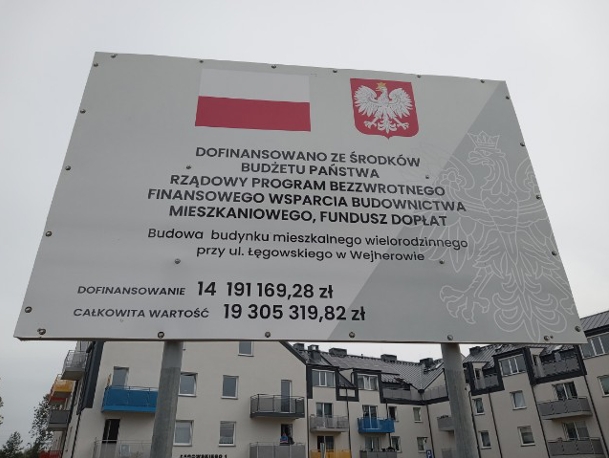 DOFINANSOWANO ZE ŚRODKÓW
BUDŻETU PAŃSTWA
RZĄDOWY PROGRAM BEZZWROTNEGO
FINANSOWEGO WSPARCIA BUDOWNICTWA
MIESZKANIOWEGO, FUNDUSZ DOPŁAT
Budowa budynku mieszkalnego wielorodzinnego
przy ul. Łęgowskiego w Wejherowie
DOFINANSOWANIE 14 191 169,28 zł
CAŁKOWITA WARTOŚĆ 19 305 319,82 zł